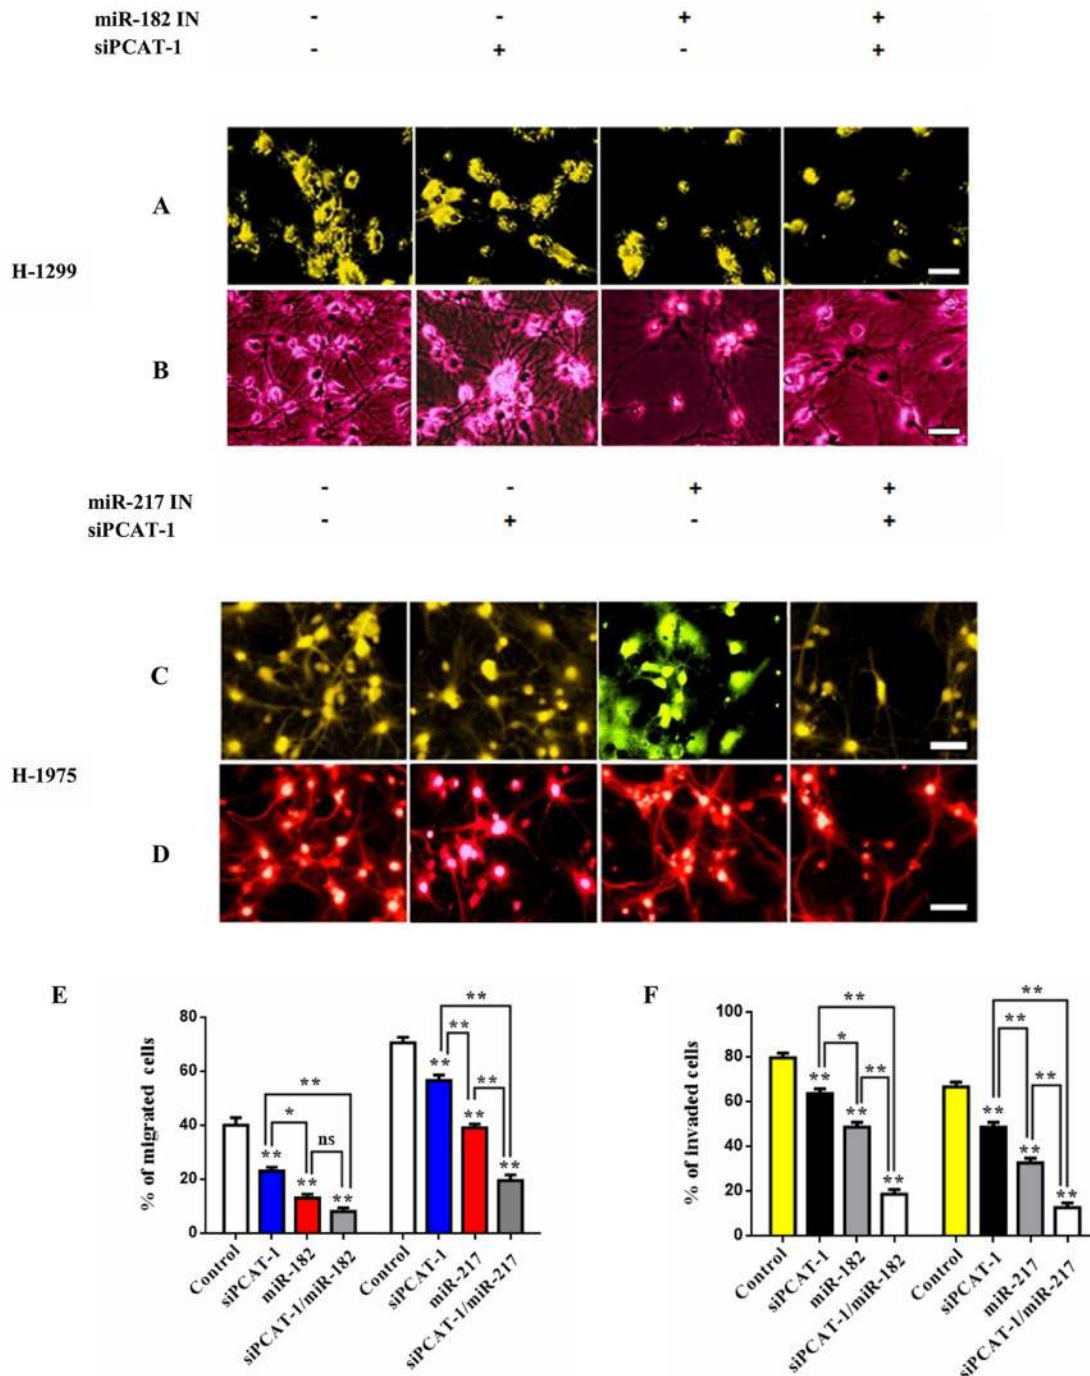 miR-182 IN - - + +
siPCAT-1 - + - +
A
H-1299
B
miR-217 IN - - + +
siPCAT-1 - + - +
C
H-1975
D
E
% of migrated cells
80
60
40
20
0
**
*
ns
**
**
**
**
**
**
**
**
**
Control
siPCAT-1
miR-182
siPCAT-1/miR-182
Control
siPCAT-1
miR-217
siPCAT-1/miR-217
F
% of invaded cells
100
80
60
40
20
0
**
*
**
**
**
**
**
**
**
**
**
**
Control
siPCAT-1
miR-182
siPCAT-1/miR-182
Control
siPCAT-1
miR-217
siPCAT-1/miR-217